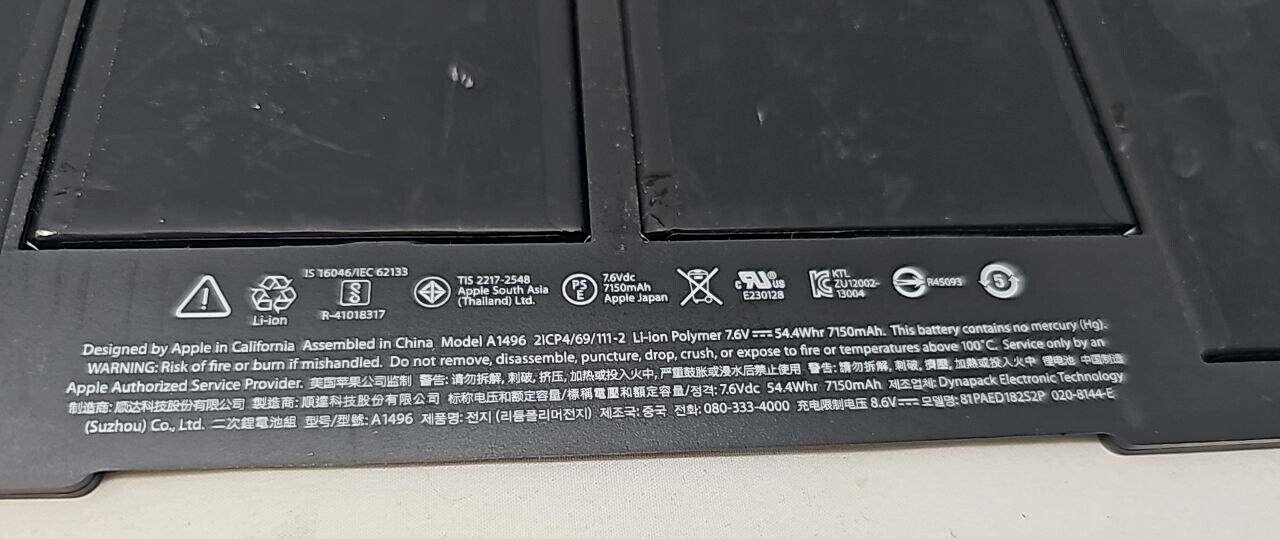 IS 16046/IEC 62133
R-41018317
Li-ion
TIS 2217-2548
Apple South Asia
(Thailand) Ltd.
PS
E
7.6Vdc
7150mAh
Apple Japan
c RU us
E230128
KTL
ZU12002-
13004
R45093
5
Designed by Apple in California Assembled in China Model A1496 2ICP4/69/111-2 Li-ion Polymer 7.6V⎓54.4Whr 7150mAh. This battery contains no mercury (Hg).
WARNING: Risk of fire or burn if mishandled. Do not remove, disassemble, puncture, drop, crush, or expose to fire or temperatures above 100°C. Service only by an
Apple Authorized Service Provider. 美国苹果公司监制 警告: 请勿拆解, 刺破, 挤压, 加热或投入火中, 严重鼓胀或浸水后禁止使用 警告: 請勿拆解, 刺破, 擠壓, 加熱或投入火中 锂电池 中国制造
制造商: 顺达科技股份有限公司 製造商: 順達科技股份有限公司 标称电压和额定容量/標稱電壓和額定容量/정격: 7.6Vdc 54.4Whr 7150mAh 제조업체: Dynapack Electronic Technology
(Suzhou) Co., Ltd. 二次鋰電池組 型号/型號: A1496 제품명: 전지 (리튬폴리머전지) 제조국: 중국 전화: 080-333-4000 充电限制电压 8.6V⎓ 모델명: 81PAED182S2P 020-8144-E